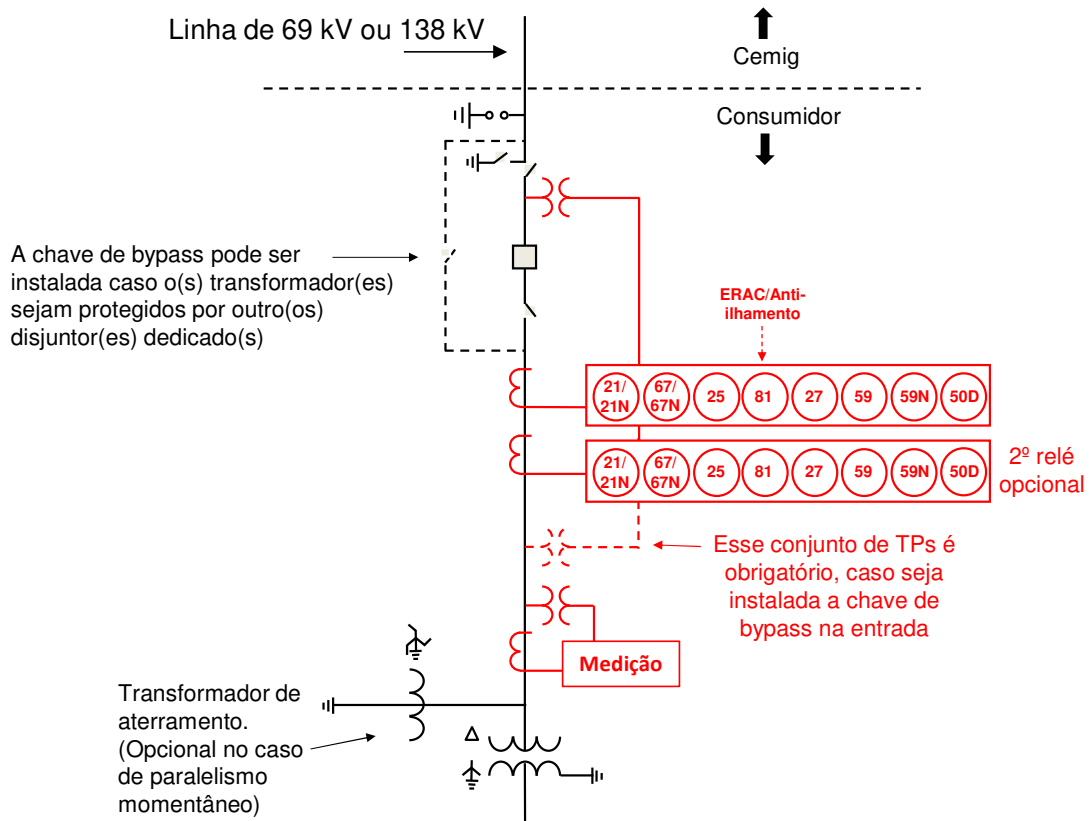 Linha de 69 kV ou 138 kV
Cemig
Consumidor
A chave de bypass pode ser
instalada caso o(s) transformador(es)
sejam protegidos por outro(os)
disjuntor(es) dedicado(s)
ERAC/Anti-
ilhamento
21/
21N
67/
67N
25
81
27
59
59N
50D
21/
21N
67/
67N
25
81
27
59
59N
50D
2º relé
opcional
Esse conjunto de TPs é
obrigatório, caso seja
instalada a chave de
bypass na entrada
Medição
Transformador de
aterramento.
(Opcional no caso
de paralelismo
momentâneo)